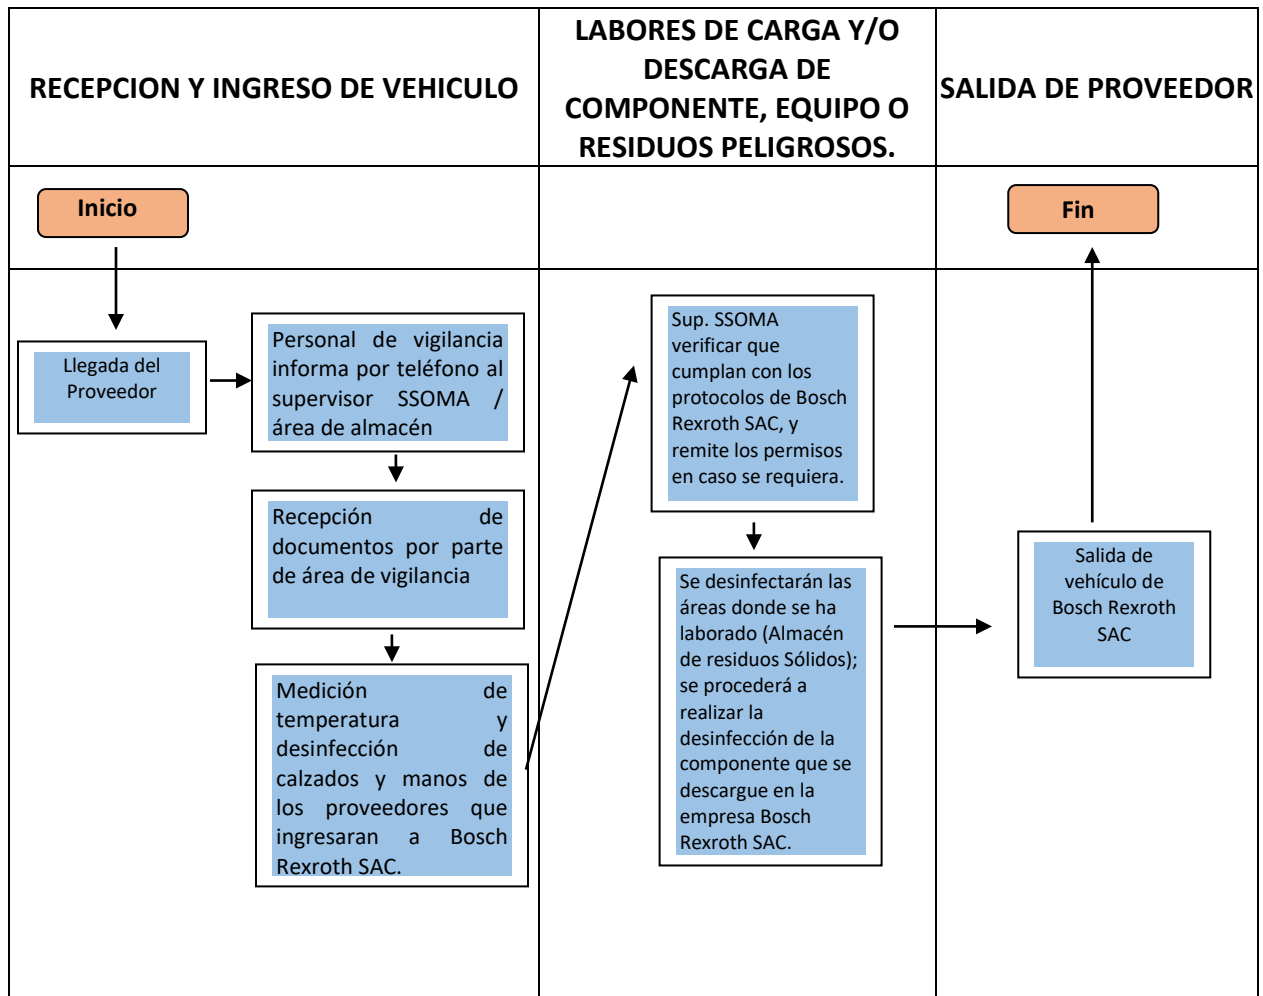 RECEPCION Y INGRESO DE VEHICULO
LABORES DE CARGA Y/O
DESCARGA DE
COMPONENTE, EQUIPO O
RESIDUOS PELIGROSOS.
SALIDA DE PROVEEDOR
Inicio
Fin
Llegada del
Proveedor
Personal de vigilancia
informa por teléfono al
supervisor SSOMA /
área de almacén
Recepción de
documentos por parte
de área de vigilancia
Medición de
temperatura y
desinfección de
calzados y manos de
los proveedores que
ingresaran a Bosch
Rexroth SAC.
Sup. SSOMA
verificar que
cumplan con los
protocolos de Bosch
Rexroth SAC, y
remite los permisos
en caso se requiera.
Se desinfectarán las
áreas donde se ha
laborado (Almacén
de residuos Sólidos);
se procederá a
realizar la
desinfección de la
componente que se
descargue en la
empresa Bosch
Rexroth SAC.
Salida de
vehículo de
Bosch Rexroth
SAC